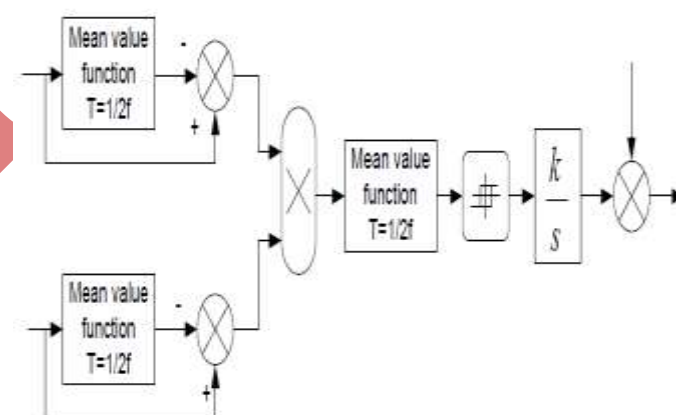 Mean value
function
T=1/2f
-
+
Mean value
function
T=1/2f
k
s
Mean value
function
T=1/2f
-
+